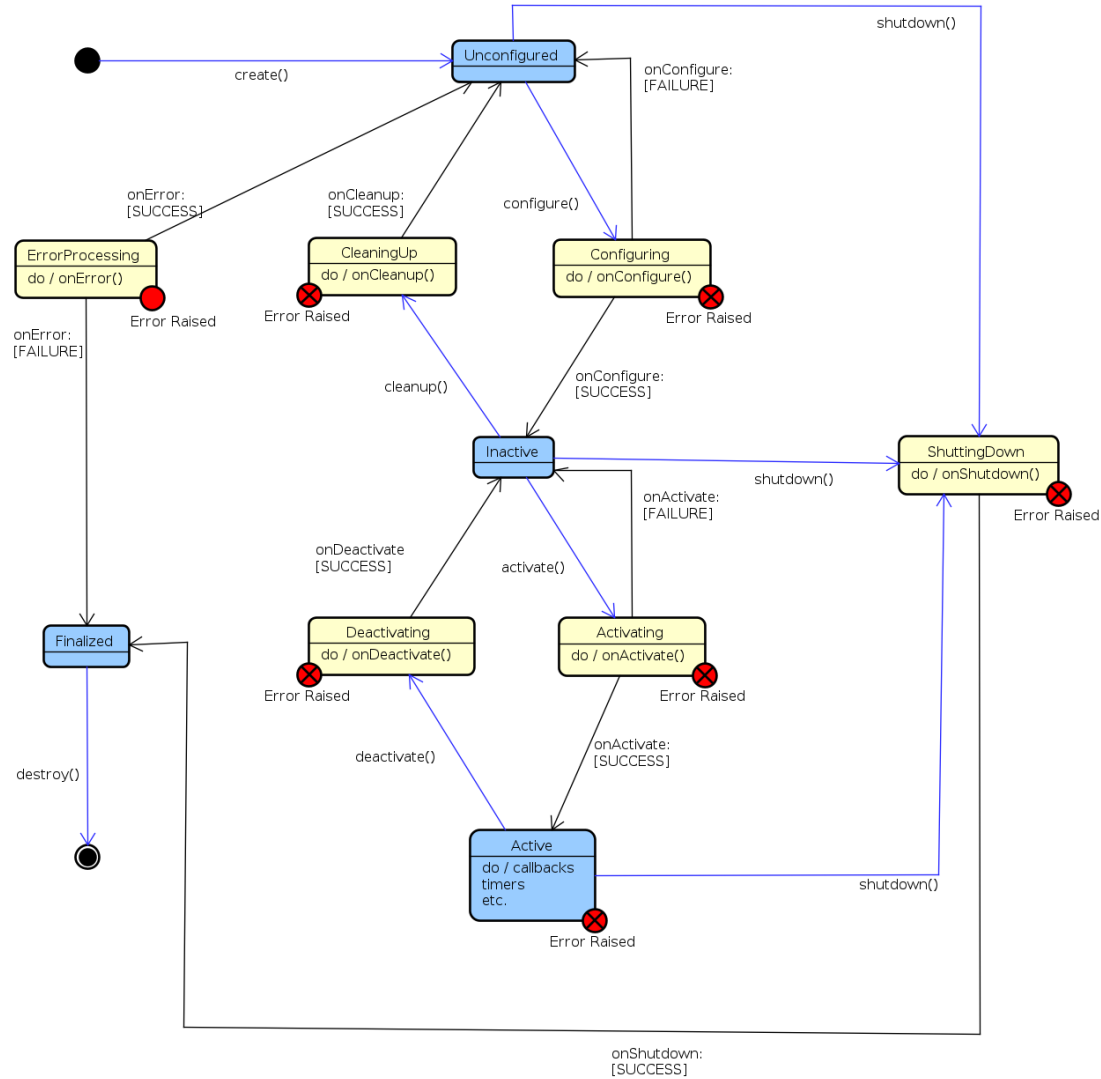 shutdown()
Unconfigured
create()
onConfigure:
[FAILURE]
onError:
[SUCCESS]
onCleanup:
[SUCCESS]
configure()
ErrorProcessing
do / onError()
Error Raised
CleaningUp
do / onCleanup()
Error Raised
Configuring
do / onConfigure()
Error Raised
onError:
[FAILURE]
cleanup()
onConfigure:
[SUCCESS]
Inactive
shutdown()
ShuttingDown
do / onShutdown()
Error Raised
onActivate:
[FAILURE]
onDeactivate
[SUCCESS]
activate()
Finalized
Deactivating
do / onDeactivate()
Error Raised
Activating
do / onActivate()
Error Raised
destroy()
deactivate()
onActivate:
[SUCCESS]
Active
do / callbacks
timers
etc.
Error Raised
shutdown()
onShutdown:
[SUCCESS]